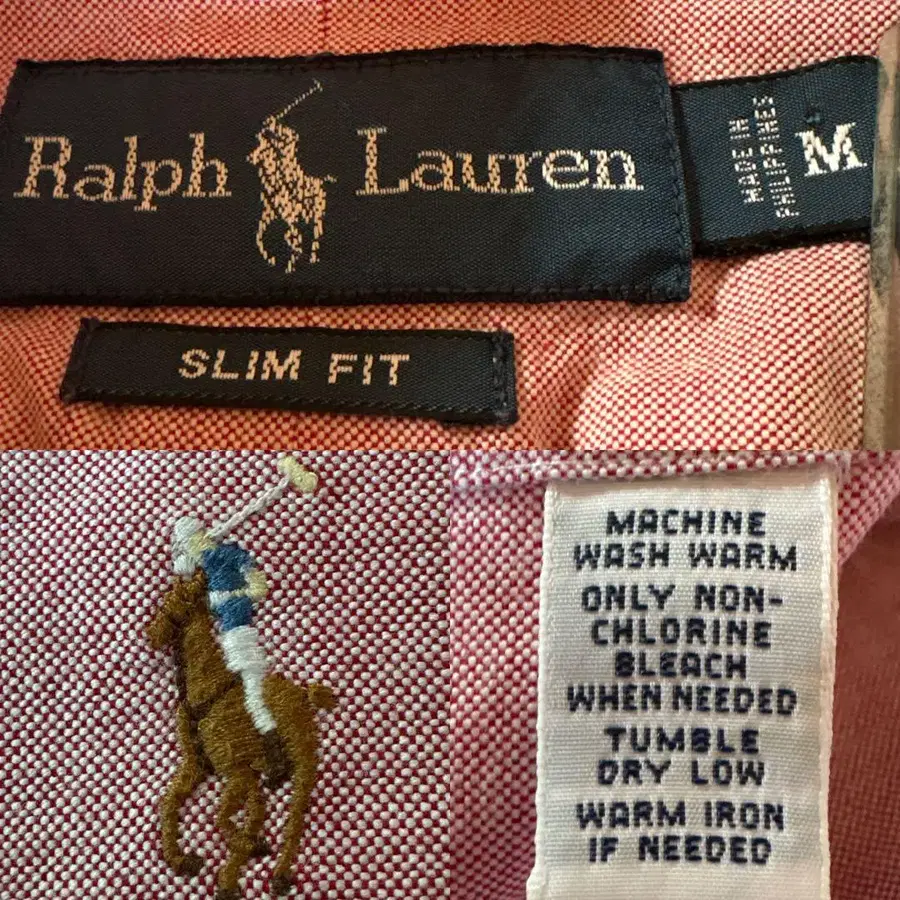 Ralph Lauren
MADE IN
PHILIPPINES
M
SLIM FIT
MACHINE
WASH WARM
ONLY NON-
CHLORINE
BLEACH
WHEN NEEDED
TUMBLE
DRY LOW
WARM IRON
IF NEEDED